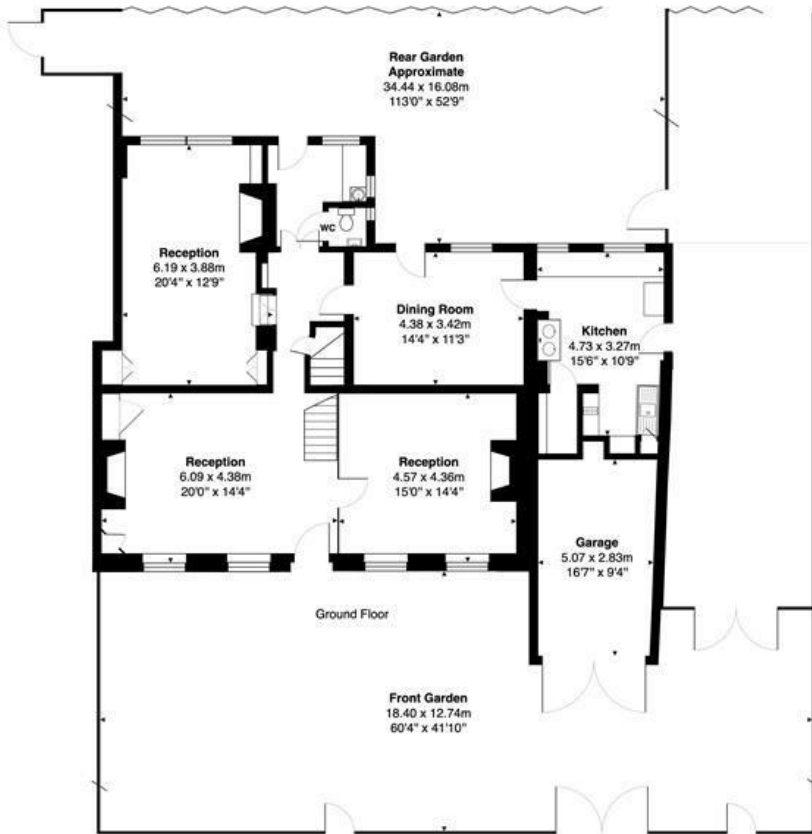 Rear Garden
Approximate
34.44 x 16.08m
113'0" x 52'9"
WC
Reception
6.19 x 3.88m
20'4" x 12'9"
Dining Room
4.38 x 3.42m
14'4" x 11'3"
Kitchen
4.73 x 3.27m
15'6" x 10'9"
Reception
6.09 x 4.38m
20'0" x 14'4"
Reception
4.57 x 4.36m
15'0" x 14'4"
Garage
5.07 x 2.83m
16'7" x 9'4"
Ground Floor
Front Garden
18.40 x 12.74m
60'4" x 41'10"